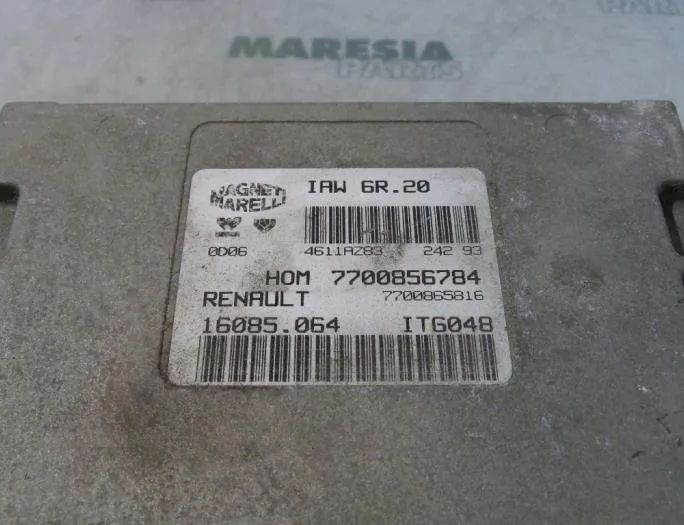 MARESIA
PARTS
MAGNETI
MARELLI
IAW 6R.20
0D06 4611AZ83 242 93
HOM 7700856784
RENAULT 7700865816
16085.064 ITG048